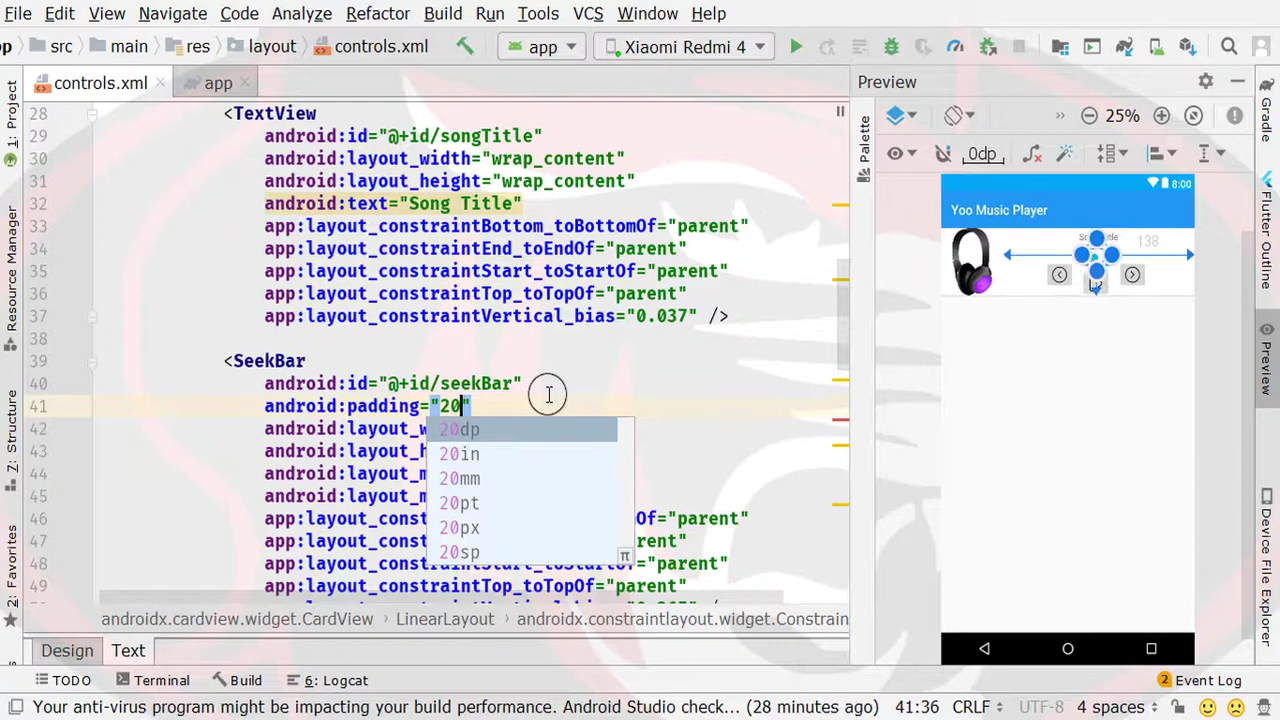 File Edit View Navigate Code Analyze Refactor Build Run Tools VCS Window Help
p src main res layout controls.xml app Xiaomi Redmi 4
controls.xml app Preview
1: Project
Resource Manager
Z: Structure
2: Favorites
28 <TextView
29 android:id="@+id/songTitle"
30 android:layout_width="wrap_content"
31 android:layout_height="wrap_content"
32 android:text="Song Title"
33 app:layout_constraintBottom_toBottomOf="parent"
34 app:layout_constraintEnd_toEndOf="parent"
35 app:layout_constraintStart_toStartOf="parent"
36 app:layout_constraintTop_toTopOf="parent"
37 app:layout_constraintVertical_bias="0.037" />
38
39 <SeekBar
40 android:id="@+id/seekBar"
41 android:padding="20"
42 android:layout_w
43 android:layout_h
44 android:layout_m
45 android:layout_m
46 app:layout_const Of="parent"
47 app:layout_const rent"
48 app:layout_constraintStart_toStartOf="parent"
49 app:layout_constraintTop_toTopOf="parent"
20dp
20in
20mm
20pt
20px
20sp
π
androidx.cardview.widget.CardView LinearLayout androidx.constraintlayout.widget.Constrain
Design Text
Palette
25%
0dp
8:00
Yoo Music Player
138
Gradle
Flutter Outline
Preview
Device File Explorer
TODO Terminal Build 6: Logcat 2 Event Log
Your anti-virus program might be impacting your build performance. Android Studio check... (28 minutes ago) 41:36 CRLF UTF-8 4 spaces